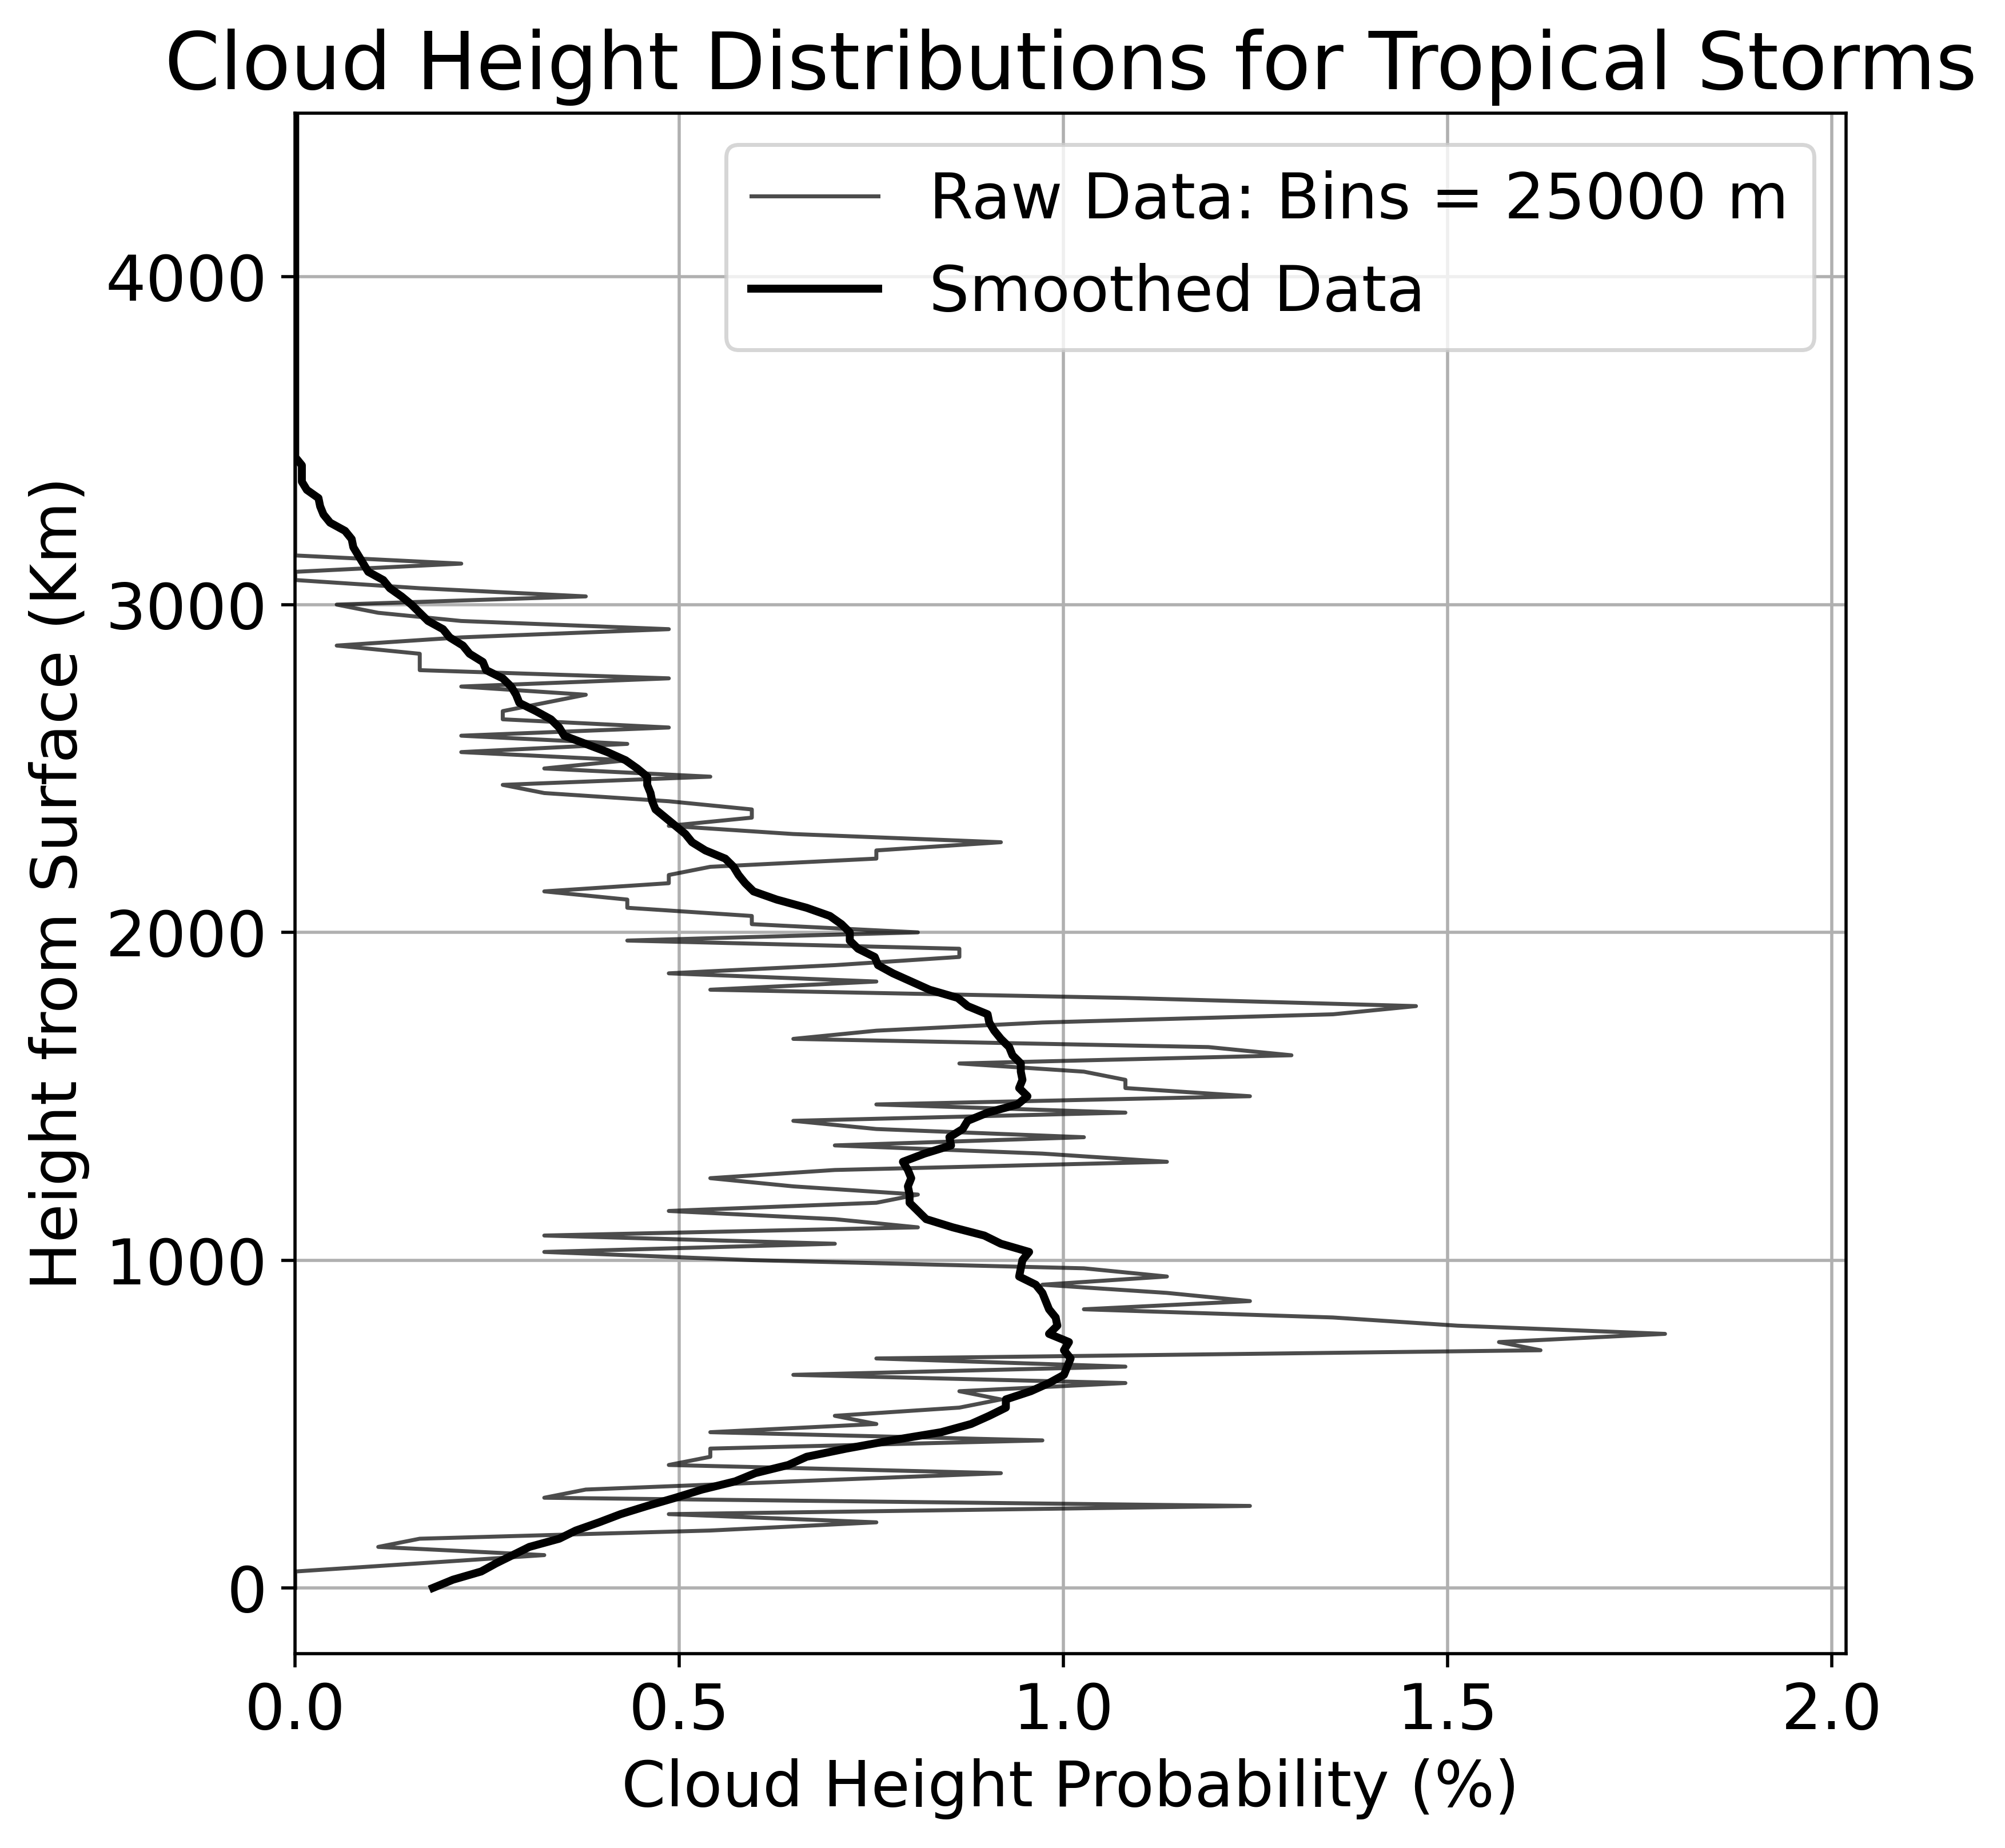 Cloud Height Distributions for Tropical Storms
Raw Data: Bins = 25000 m
Smoothed Data
Height from Surface (Km)
4000
3000
2000
1000
0
0.0 0.5 1.0 1.5 2.0
Cloud Height Probability (%)